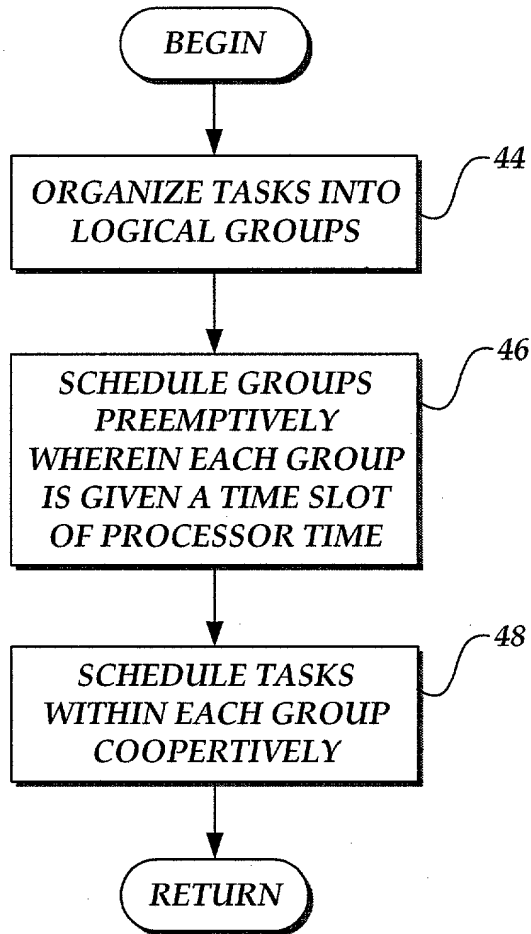 BEGIN
44
ORGANIZE TASKS INTO
LOGICAL GROUPS
46
SCHEDULE GROUPS
PREEMPTIVELY
WHEREIN EACH GROUP
IS GIVEN A TIME SLOT
OF PROCESSOR TIME
48
SCHEDULE TASKS
WITHIN EACH GROUP
COOPERTIVELY
RETURN